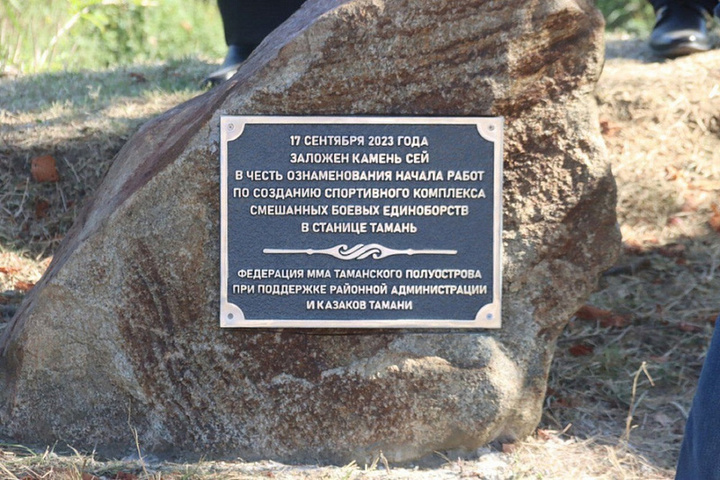 17 СЕНТЯБРЯ 2023 ГОДА
ЗАЛОЖЕН КАМЕНЬ СЕЙ
В ЧЕСТЬ ОЗНАМЕНОВАНИЯ НАЧАЛА РАБОТ
ПО СОЗДАНИЮ СПОРТИВНОГО КОМПЛЕКСА
СМЕШАННЫХ БОЕВЫХ ЕДИНОБОРСТВ
В СТАНИЦЕ ТАМАНЬ
ФЕДЕРАЦИЯ ММА ТАМАНСКОГО ПОЛУОСТРОВА
ПРИ ПОДДЕРЖКЕ РАЙОННОЙ АДМИНИСТРАЦИИ
И КАЗАКОВ ТАМАНИ